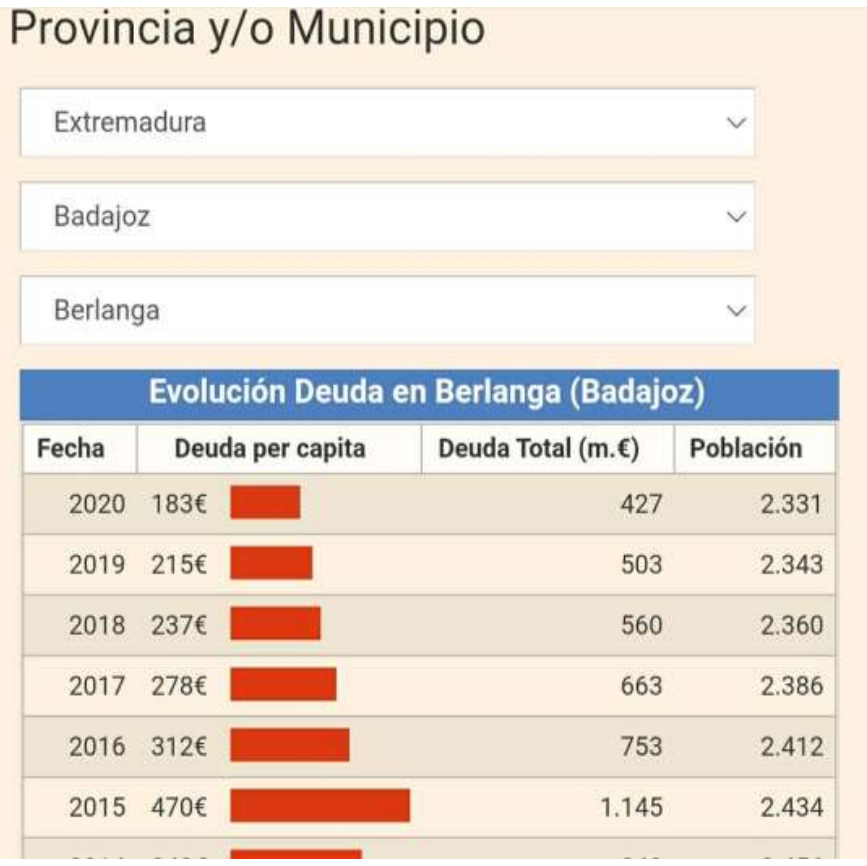 Provincia y/o Municipio
Extremadura
Badajoz
Berlanga
Evolución Deuda en Berlanga (Badajoz)
Fecha Deuda per capita Deuda Total (m.€) Población
2020 183€ 427 2.331
2019 215€ 503 2.343
2018 237€ 560 2.360
2017 278€ 663 2.386
2016 312€ 753 2.412
2015 470€ 1.145 2.434